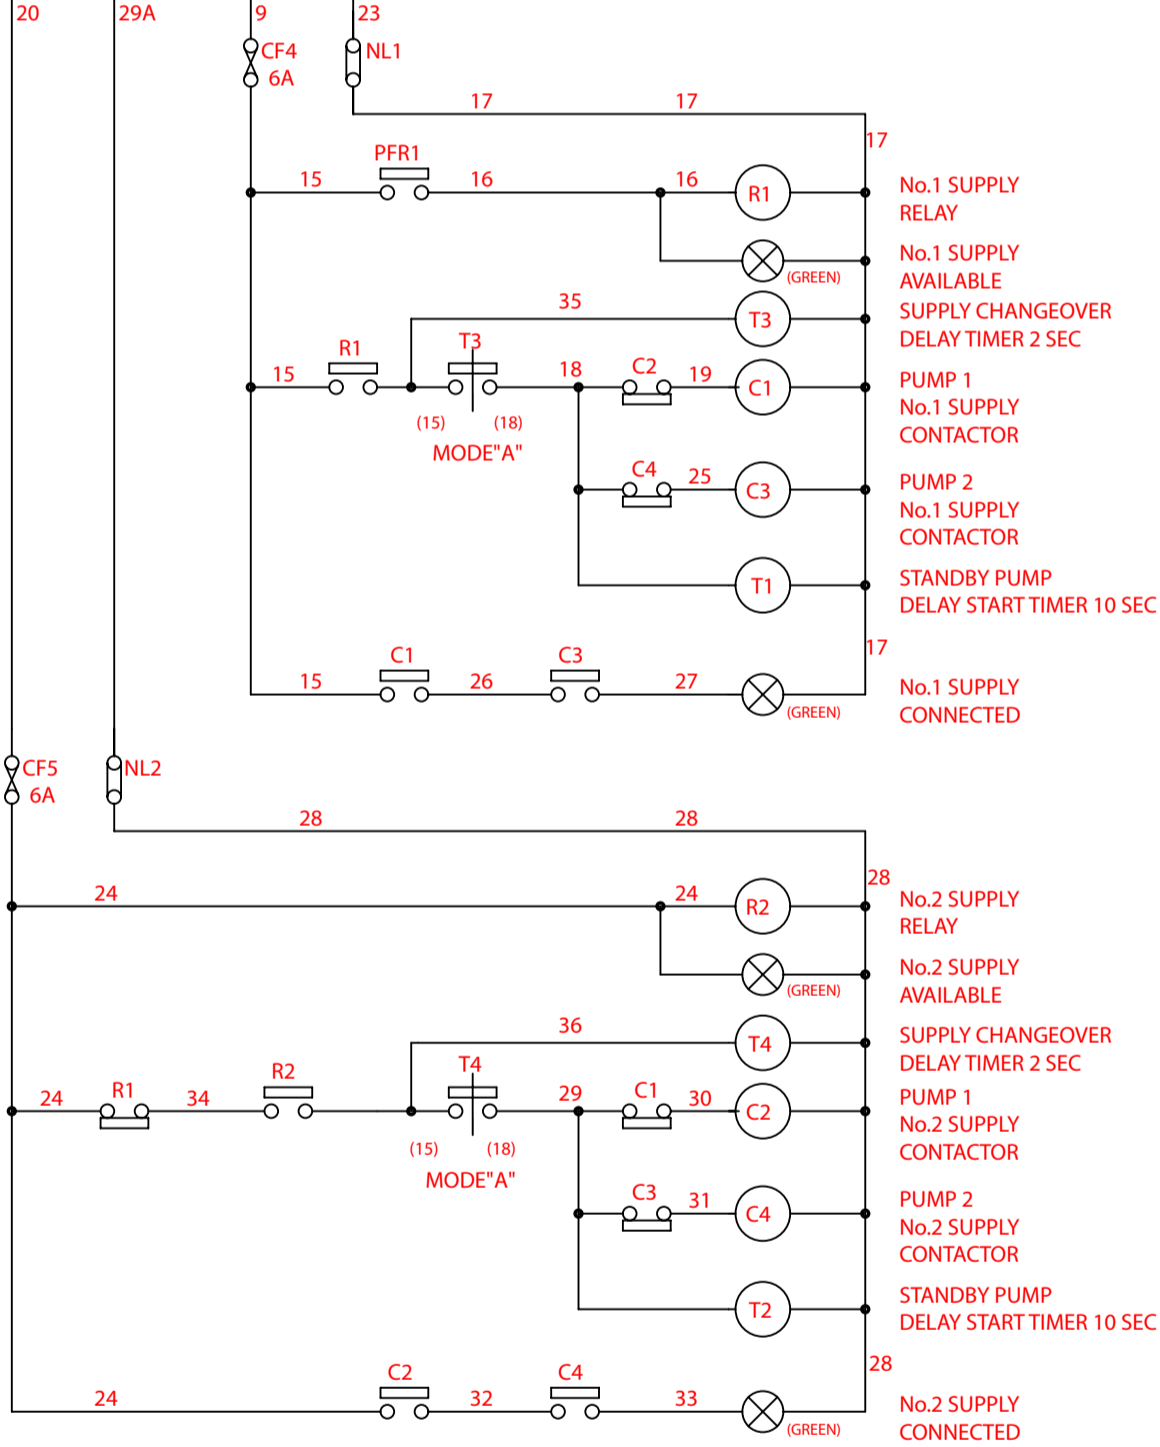 20 29A 9 23
CF4 NL1
6A
17 17
17
PFR1
15 16 16 R1 No.1 SUPPLY
RELAY
No.1 SUPPLY
(GREEN) AVAILABLE
35 T3 SUPPLY CHANGEOVER
DELAY TIMER 2 SEC
R1 T3
15 18 C2 19 C1 PUMP 1
(15) (18) No.1 SUPPLY
MODE"A" CONTACTOR
C4 25 C3 PUMP 2
No.1 SUPPLY
CONTACTOR
T1 STANDBY PUMP
DELAY START TIMER 10 SEC
17
C1 C3
15 26 27 No.1 SUPPLY
(GREEN) CONNECTED
CF5 NL2
6A
28 28
28
24 24 R2 No.2 SUPPLY
RELAY
No.2 SUPPLY
(GREEN) AVAILABLE
36 T4 SUPPLY CHANGEOVER
DELAY TIMER 2 SEC
R1 R2 T4
24 34 29 C1 30 C2 PUMP 1
(15) (18) No.2 SUPPLY
MODE"A" CONTACTOR
C3 31 C4 PUMP 2
No.2 SUPPLY
CONTACTOR
T2 STANDBY PUMP
DELAY START TIMER 10 SEC
28
C2 C4
24 32 33 No.2 SUPPLY
(GREEN) CONNECTED